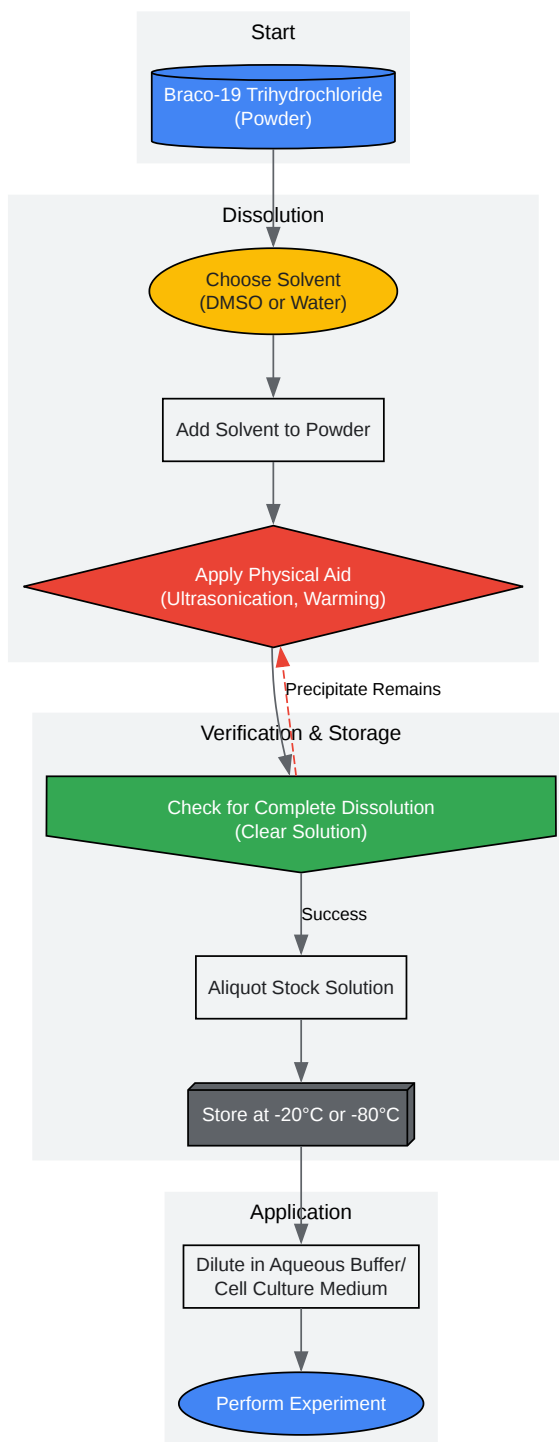 Start
Braco-19 Trihydrochloride
(Powder)
Dissolution
Choose Solvent
(DMSO or Water)
Add Solvent to Powder
Apply Physical Aid
(Ultrasonication, Warming)
Precipitate Remains
Verification & Storage
Check for Complete Dissolution
(Clear Solution)
Success
Aliquot Stock Solution
Store at -20°C or -80°C
Application
Dilute in Aqueous Buffer/
Cell Culture Medium
Perform Experiment